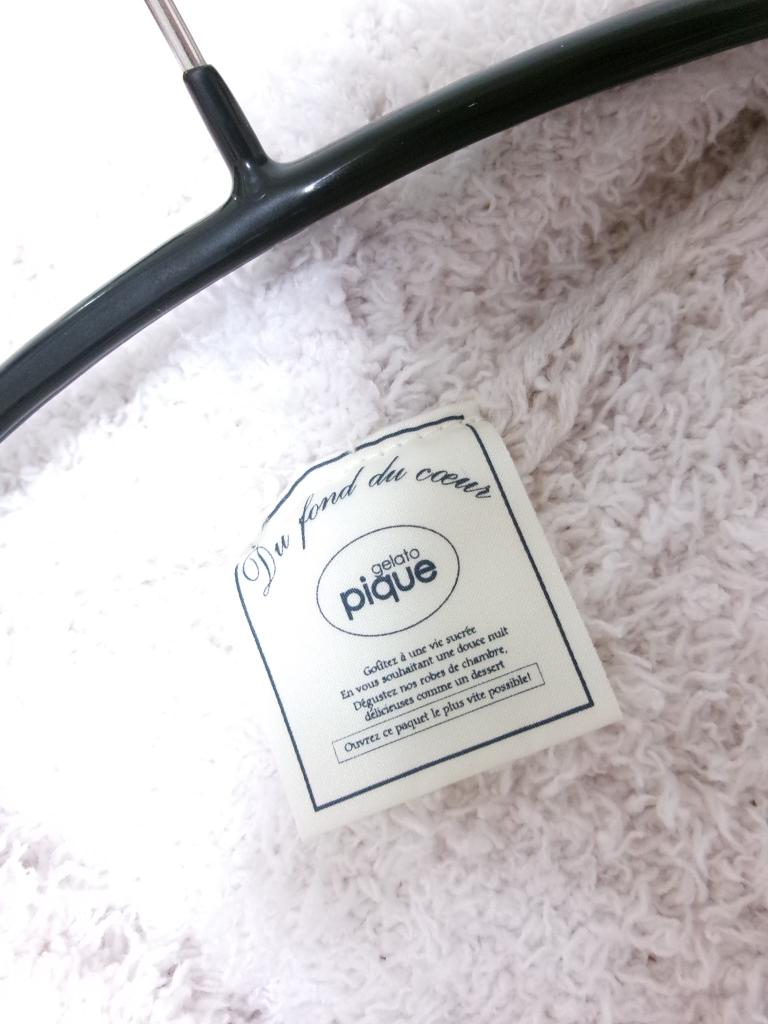 Du fond du cœur
gelato
pique
Goûtez à une vie sucrée
En vous souhaitant une douce nuit
Dégustez nos robes de chambre,
délicieuses comme un dessert
Ouvrez ce paquet le plus vite possible!